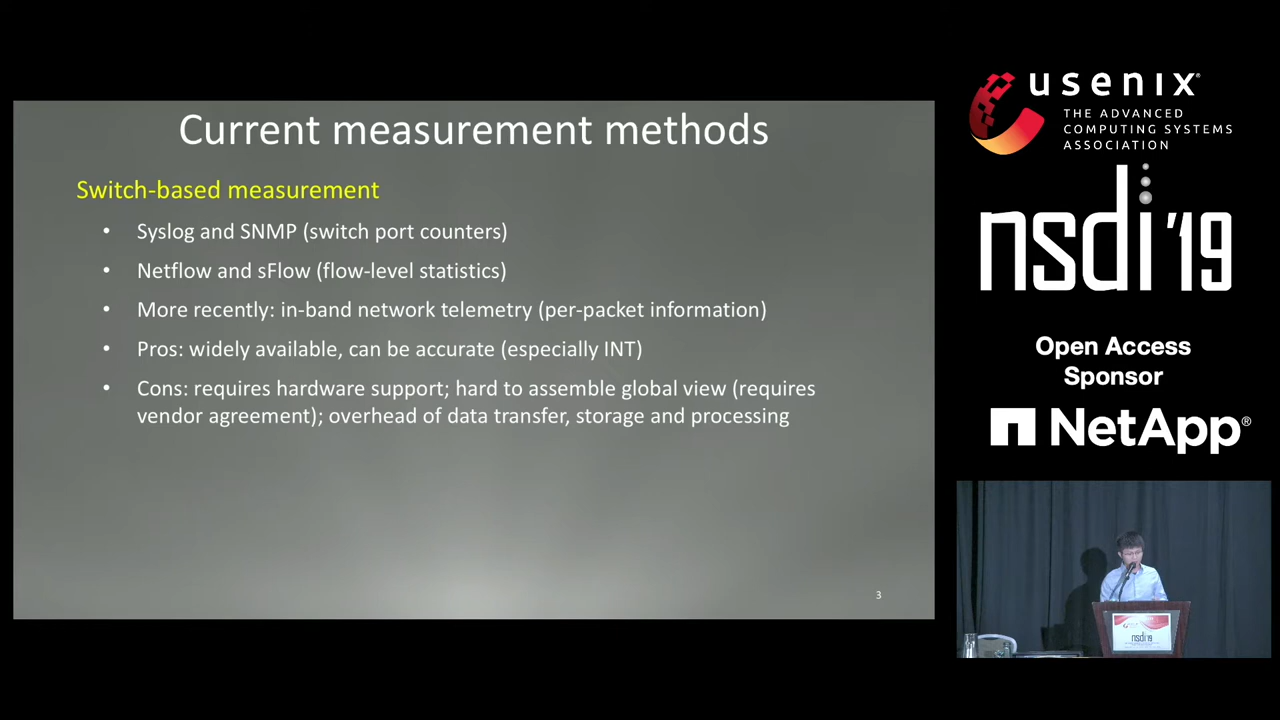 Current measurement methods
Switch-based measurement
• Syslog and SNMP (switch port counters)
• Netflow and sFlow (flow-level statistics)
• More recently: in-band network telemetry (per-packet information)
• Pros: widely available, can be accurate (especially INT)
• Cons: requires hardware support; hard to assemble global view (requires
vendor agreement); overhead of data transfer, storage and processing
3
usenix®
THE ADVANCED
COMPUTING SYSTEMS
ASSOCIATION
nsdi '19
Open Access
Sponsor
NetApp®
nsdi'19